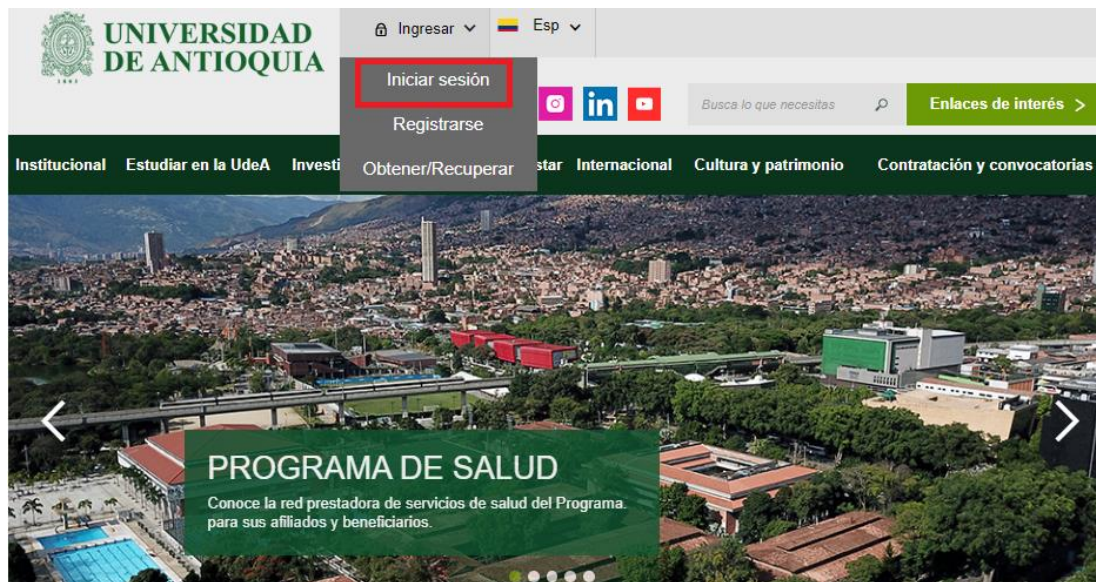 UNIVERSIDAD
DE ANTIOQUIA
1803
Ingresar
Esp
Iniciar sesión
Registrarse
Obtener/Recuperar
in
Busca lo que necesitas
Enlaces de interés >
Institucional Estudiar en la UdeA Investi star Internacional Cultura y patrimonio Contratación y convocatorias
PROGRAMA DE SALUD
Conoce la red prestadora de servicios de salud del Programa.
para sus afiliados y beneficiarios.